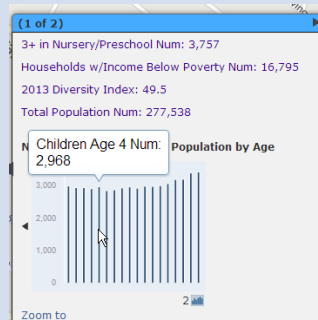 (1 of 2)
3+ in Nursery/Preschool Num: 3,757
Households w/Income Below Poverty Num: 16,795
2013 Diversity Index: 49.5
Total Population Num: 277,538
Children Age 4 Num:
2,968
Population by Age
3,000
2,000
1,000
0
2
Zoom to